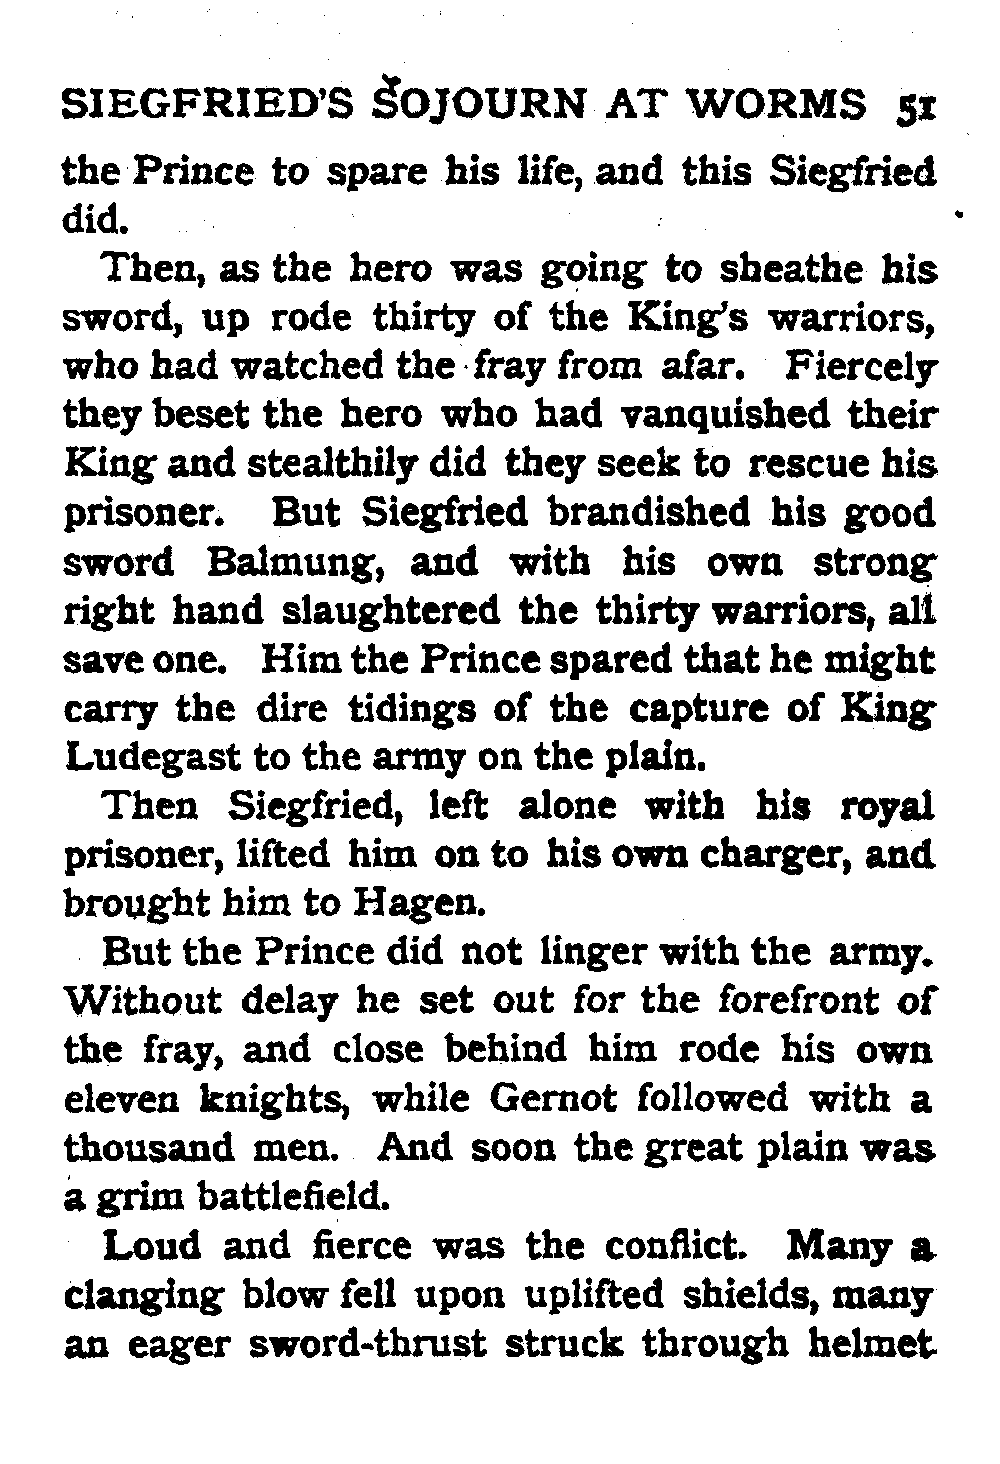 SIEGFRIED'S SOJOURN AT WORMS 51
the Prince to spare his life, and this Siegfried
did.
Then, as the hero was going to sheathe his
sword, up rode thirty of the King's warriors,
who had watched the fray from afar. Fiercely
they beset the hero who had vanquished their
King and stealthily did they seek to rescue his
prisoner. But Siegfried brandished his good
sword Balmung, and with his own strong
right hand slaughtered the thirty warriors, all
save one. Him the Prince spared that he might
carry the dire tidings of the capture of King
Ludegast to the army on the plain.
Then Siegfried, left alone with his royal
prisoner, lifted him on to his own charger, and
brought him to Hagen.
But the Prince did not linger with the army.
Without delay he set out for the forefront of
the fray, and close behind him rode his own
eleven knights, while Gernot followed with a
thousand men. And soon the great plain was
a grim battlefield.
Loud and fierce was the conflict. Many a
clanging blow fell upon uplifted shields, many
an eager sword-thrust struck through helmet